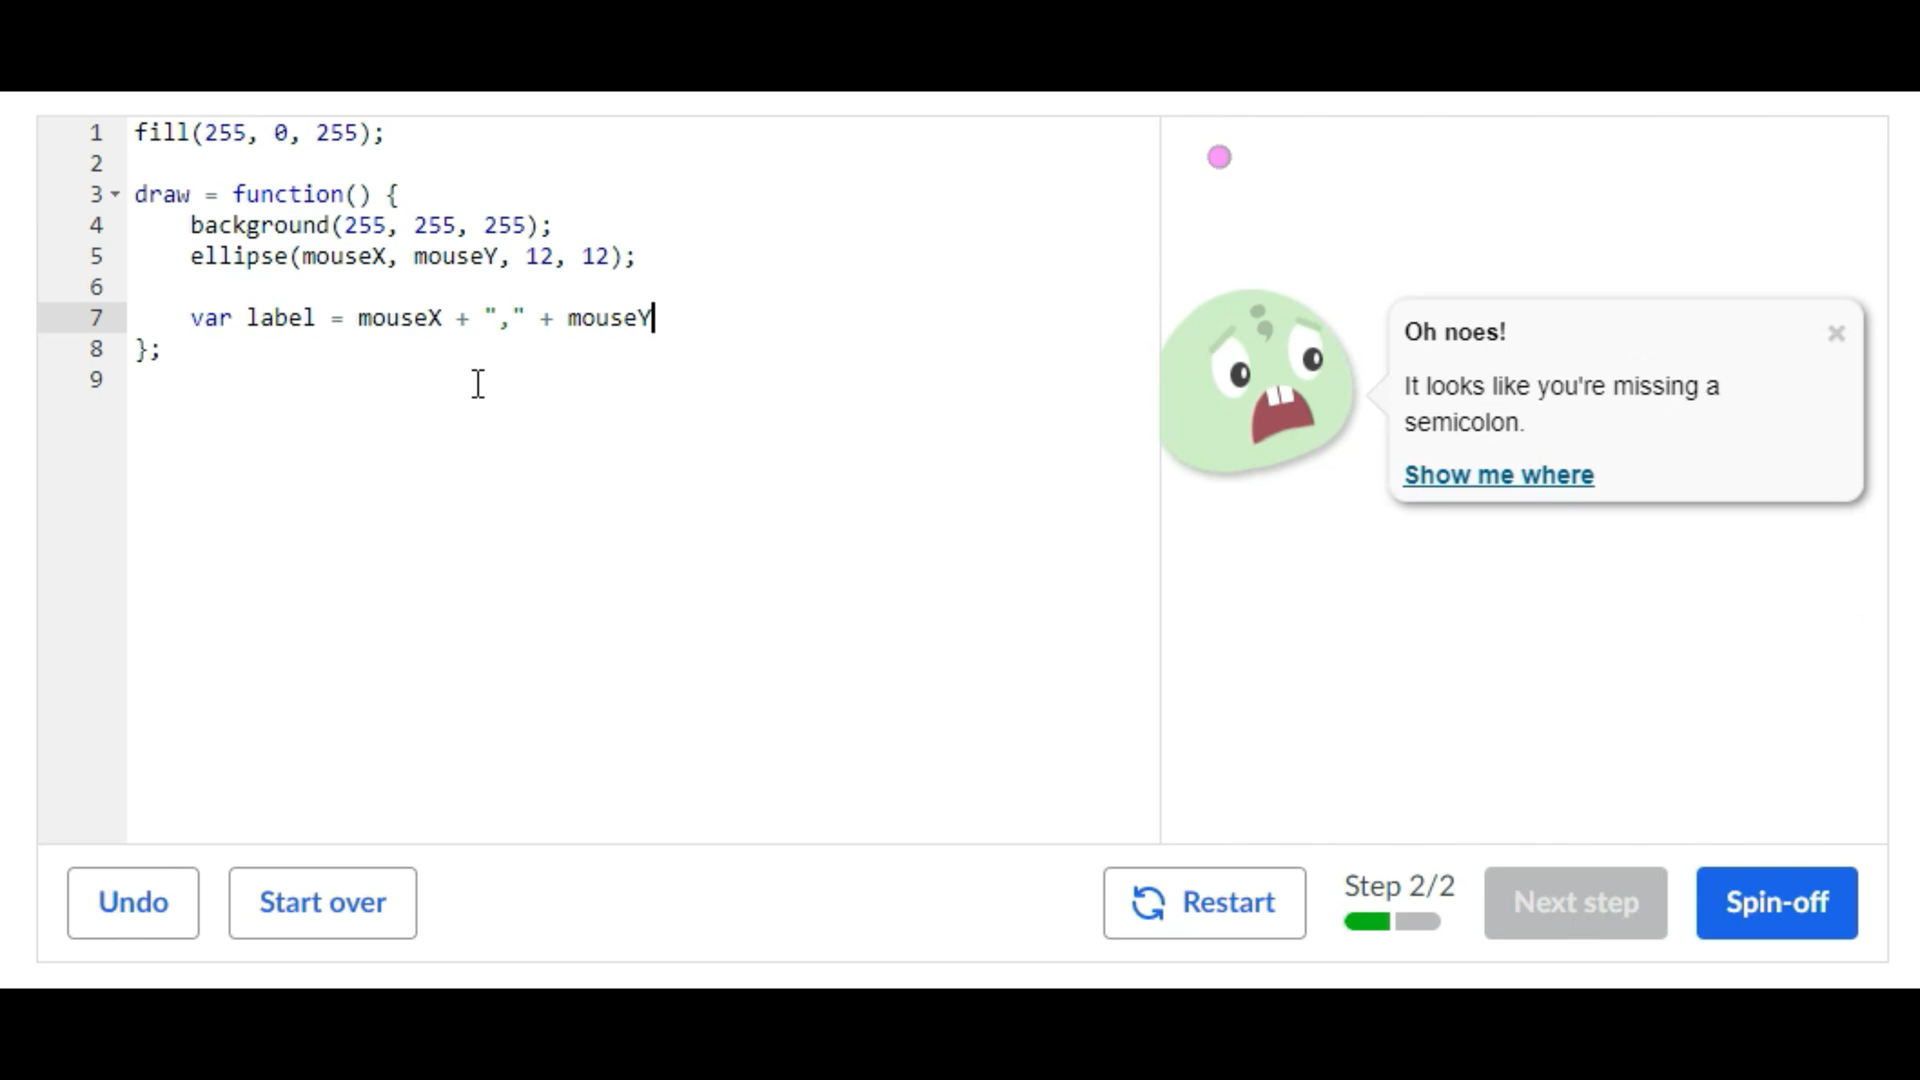 1 fill(255, 0, 255);
2
3 draw = function() {
4 background(255, 255, 255);
5 ellipse(mouseX, mouseY, 12, 12);
6
7 var label = mouseX + "," + mouseY
8 };
9
Oh noes!
It looks like you're missing a
semicolon.
Show me where
Undo
Start over
Restart
Step 2/2
Next step
Spin-off